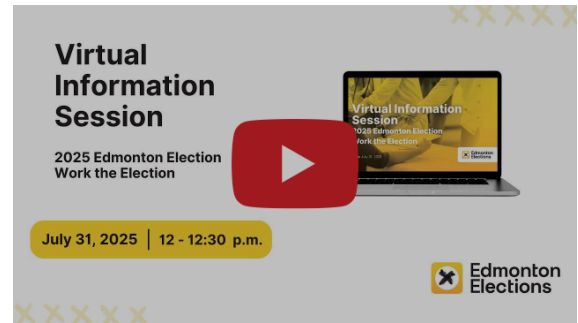 Virtual
Information
Session
2025 Edmonton Election
Work the Election
July 31, 2025 | 12 - 12:30 p.m.
Virtual Information
Session
2025 Edmonton Election
Work the Election
Edmonton
Elections
Edmonton
Elections